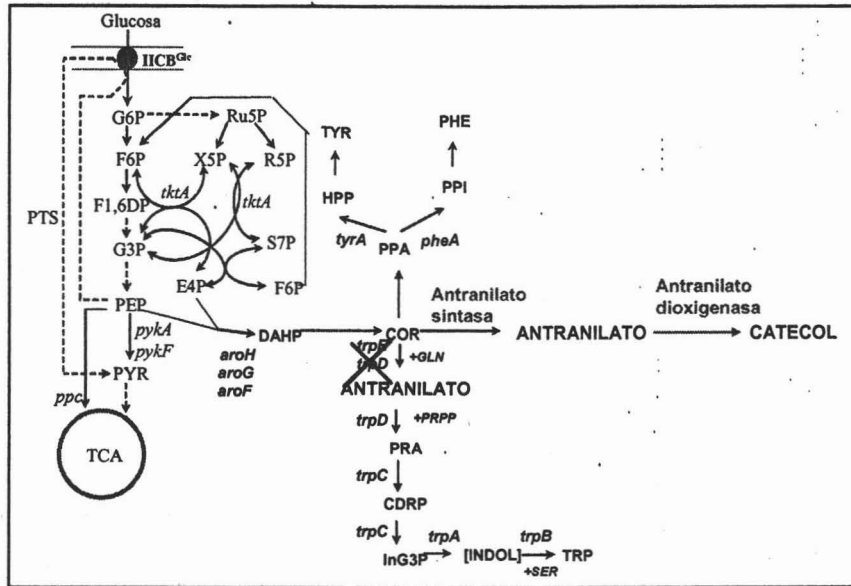 Glucosa
IICB^Glc
G6P
Ru5P
F6P
X5P
R5P
tktA
tktA
F1,6DP
PTS
G3P
S7P
E4P
F6P
PEP
pykA
pykF
PYR
ppc
TCA
TYR
PHE
HPP
PPI
tyrA
PPA
pheA
aroH
aroG
aroF
DAHP
COR
Antranilato
sintasa
ANTRANILATO
Antranilato
dioxigenasa
CATECOL
trpE
trpD
+GLN
ANTRANILATO
trpD
+PRPP
PRA
trpC
CDRP
trpC
InG3P
trpA
[INDOL]
trpB
+SER
TRP